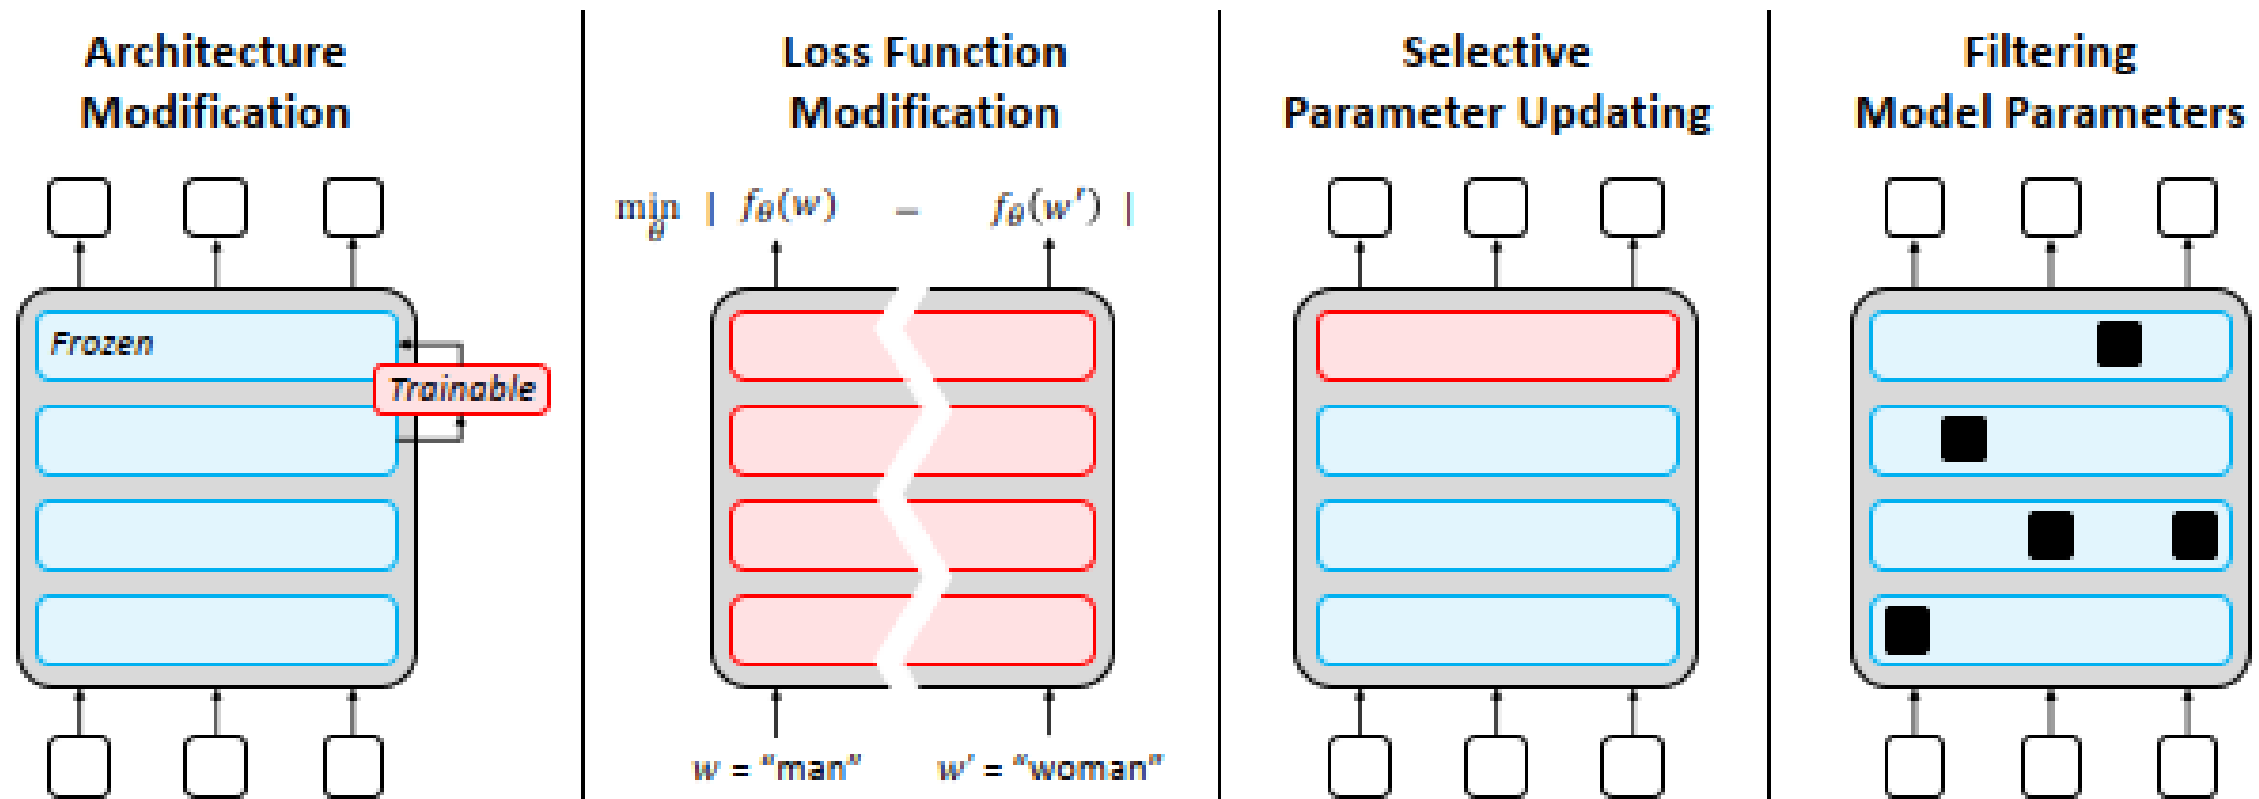 Architecture
Modification
Frozen
Trainable
Loss Function
Modification
min | fθ(w) − fθ(w′) |
θ
w = “man” w′ = “woman”
Selective
Parameter Updating
Filtering
Model Parameters